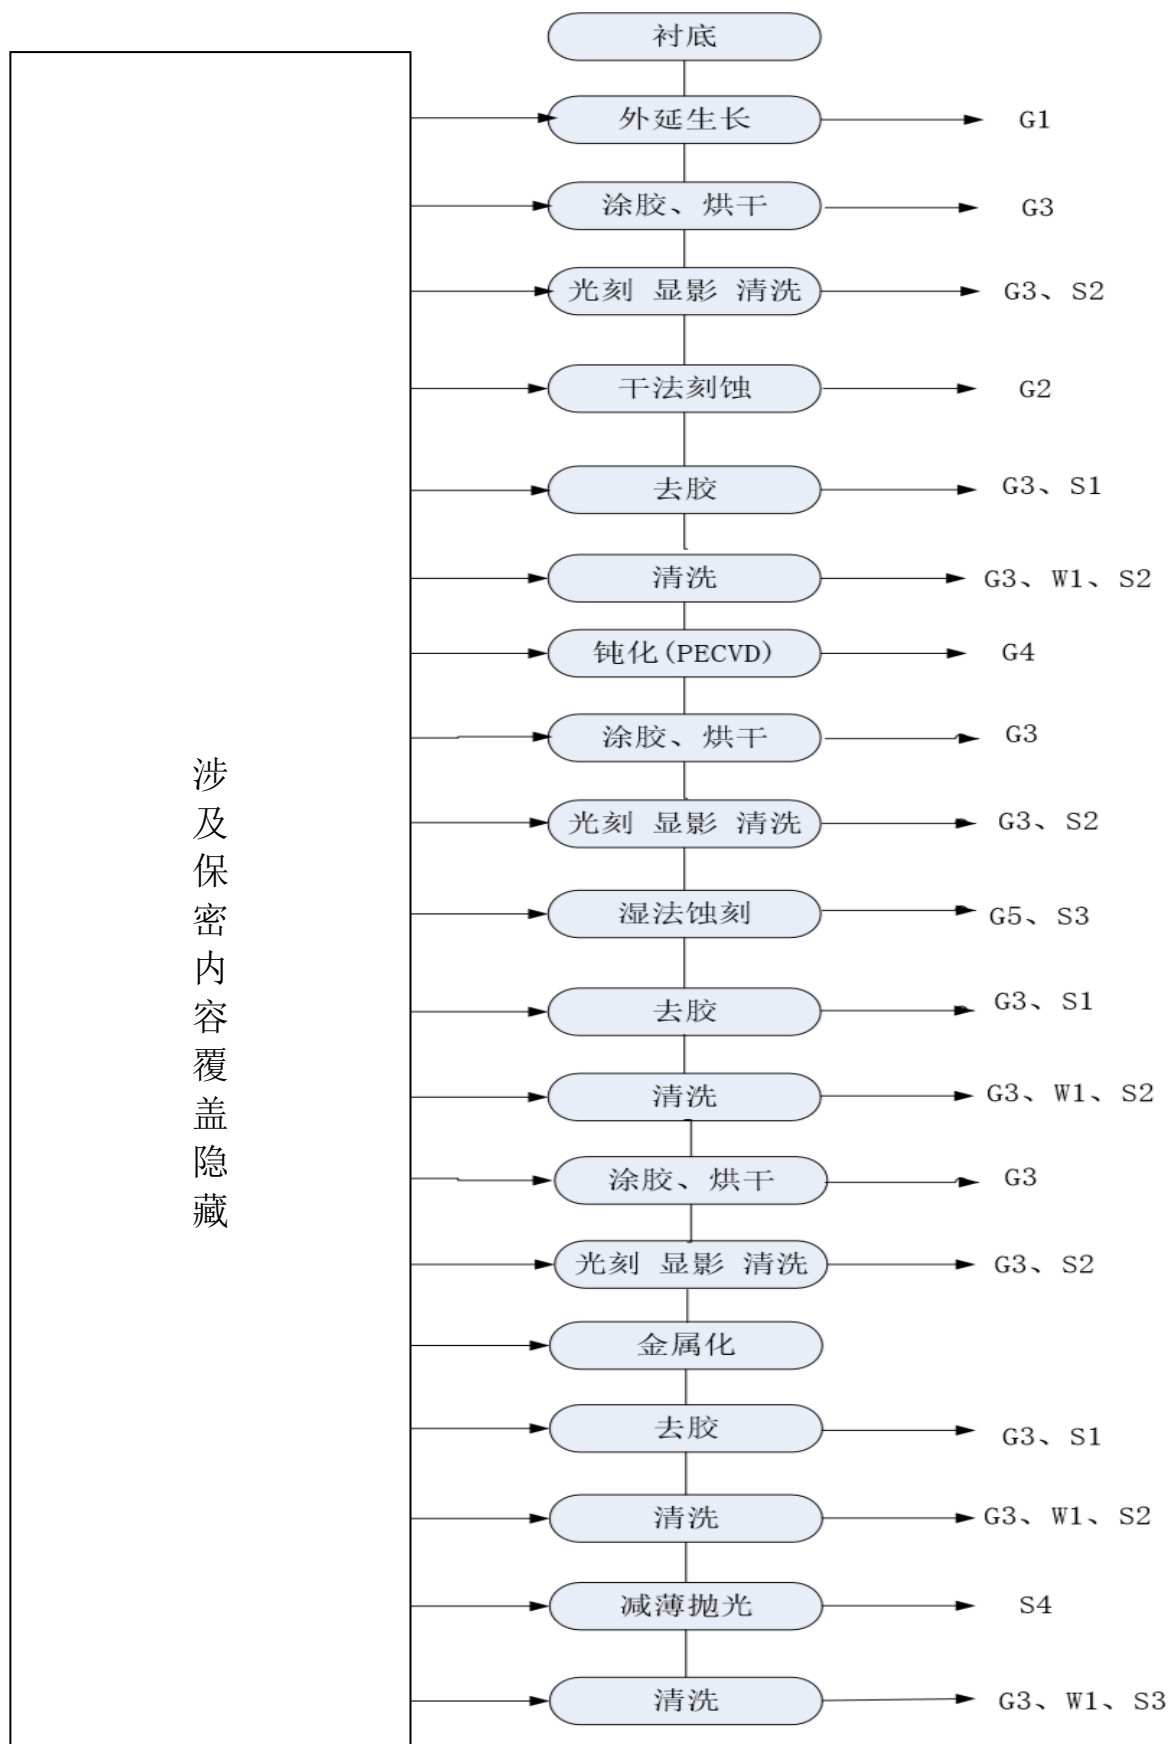 衬底
外延生长 G1
涂胶、烘干 G3
光刻 显影 清洗 G3、S2
干法刻蚀 G2
去胶 G3、S1
清洗 G3、W1、S2
钝化(PECVD) G4
涂胶、烘干 G3
光刻 显影 清洗 G3、S2
湿法蚀刻 G5、S3
去胶 G3、S1
清洗 G3、W1、S2
涂胶、烘干 G3
光刻 显影 清洗 G3、S2
金属化
去胶 G3、S1
清洗 G3、W1、S2
减薄抛光 S4
清洗 G3、W1、S3
涉及保密内容覆盖隐藏